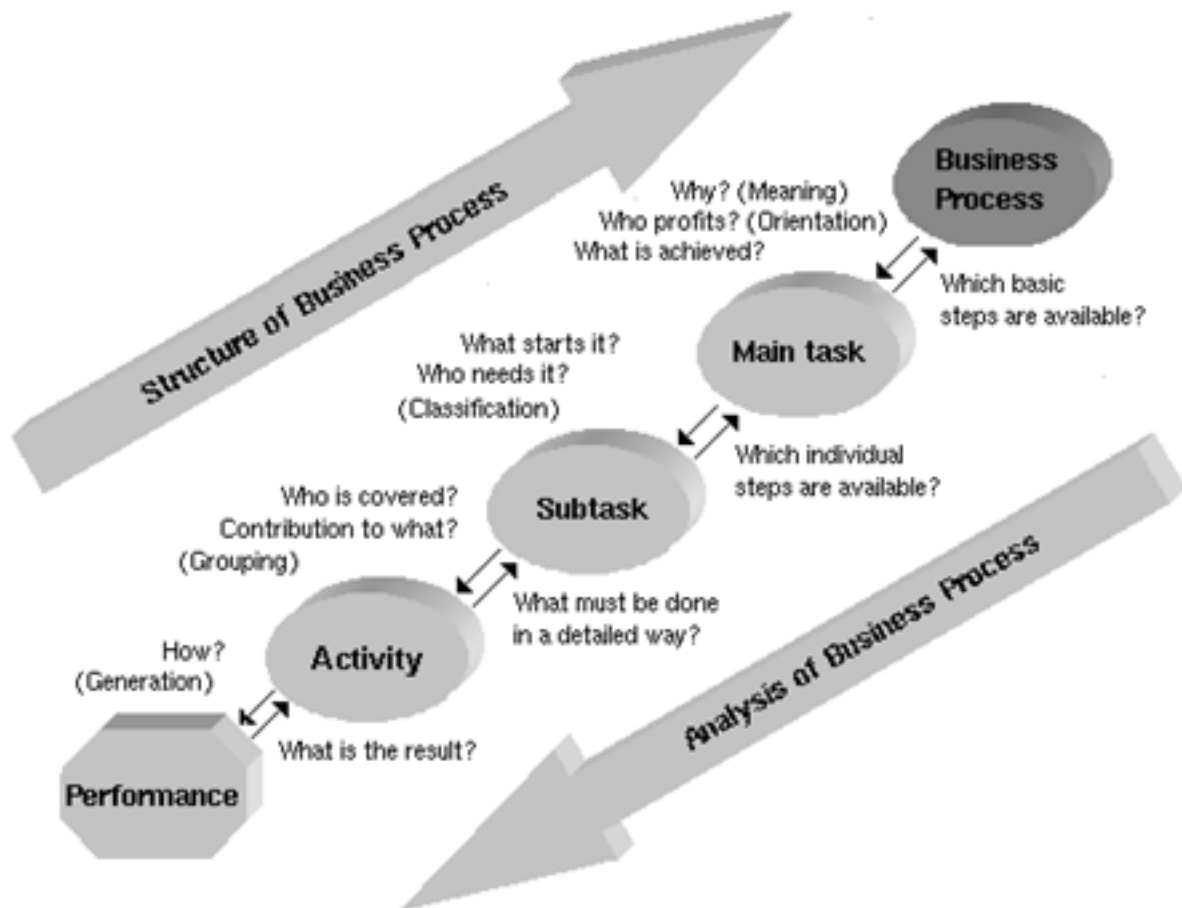 Structure of Business Process
Business
Process
Why? (Meaning)
Who profits? (Orientation)
What is achieved?
Which basic
steps are available?
Main task
What starts it?
Who needs it?
(Classification)
Which individual
steps are available?
Subtask
Who is covered?
Contribution to what?
(Grouping)
What must be done
in a detailed way?
Activity
How?
(Generation)
What is the result?
Performance
Analysis of Business Process